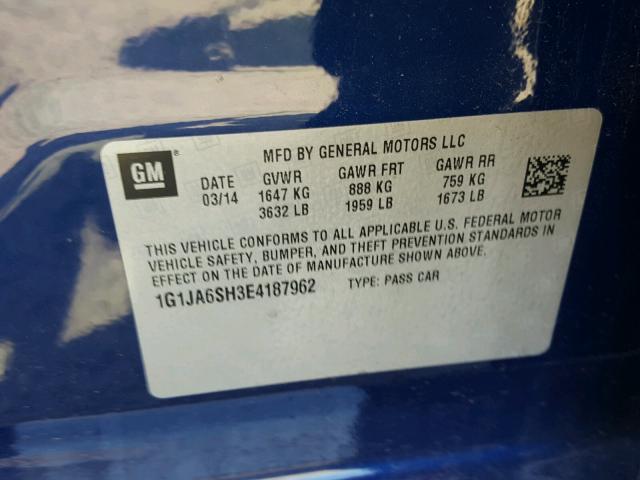 GM
MFD BY GENERAL MOTORS LLC
DATE GVWR GAWR FRT GAWR RR
03/14 1647 KG 888 KG 759 KG
3632 LB 1959 LB 1673 LB
THIS VEHICLE CONFORMS TO ALL APPLICABLE U.S. FEDERAL MOTOR
VEHICLE SAFETY, BUMPER, AND THEFT PREVENTION STANDARDS IN
EFFECT ON THE DATE OF MANUFACTURE SHOWN ABOVE.
1G1JA6SH3E4187962 TYPE: PASS CAR